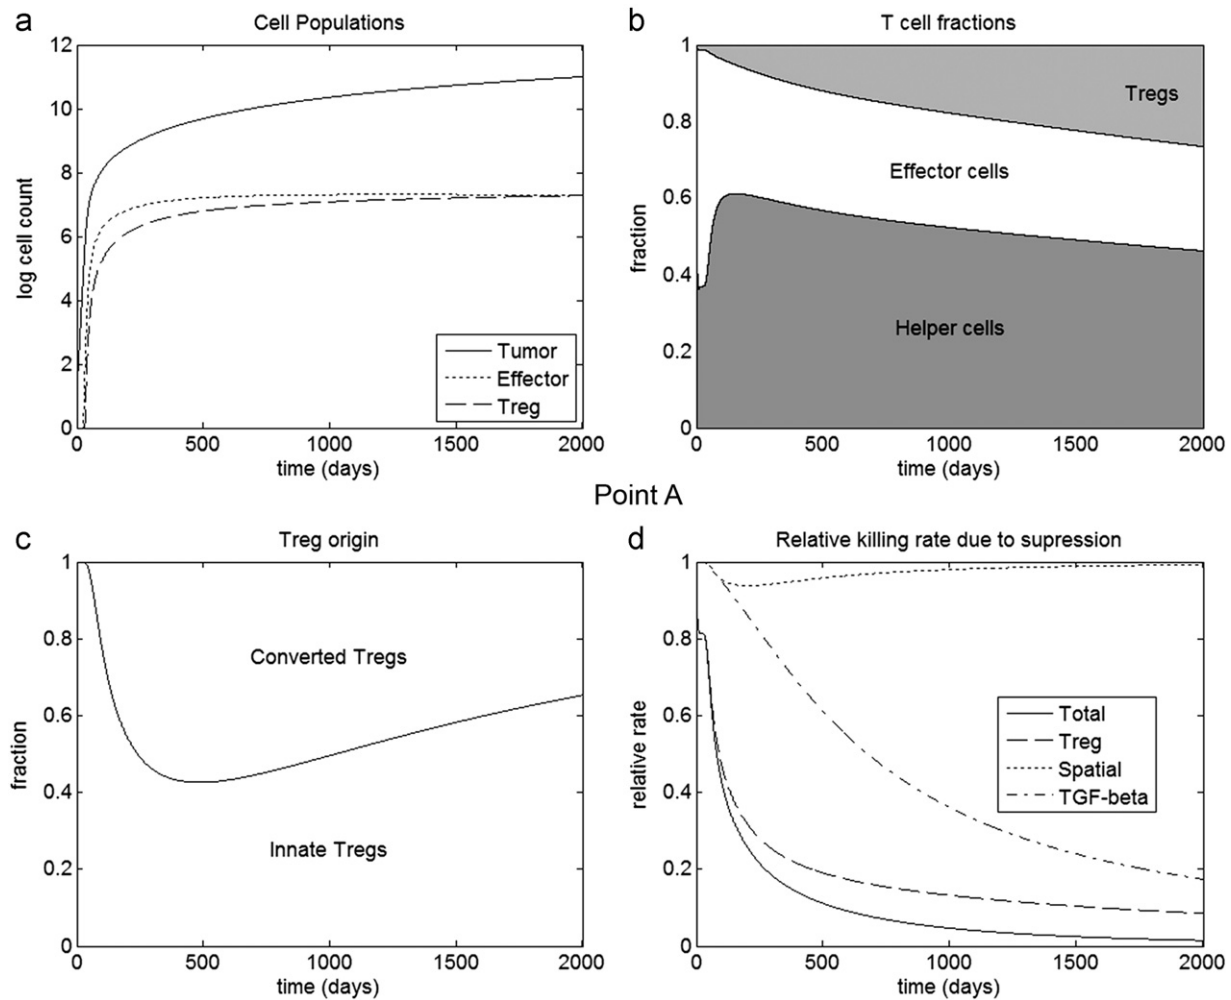 a
Cell Populations
12
10
8
6
4
2
0
log cell count
Tumor
Effector
Treg
0
500
1000
1500
2000
time (days)
b
T cell fractions
1
0.8
0.6
0.4
0.2
0
fraction
Tregs
Effector cells
Helper cells
0
500
1000
1500
2000
time (days)
Point A
c
Treg origin
1
0.8
0.6
0.4
0.2
0
fraction
Converted Tregs
Innate Tregs
0
500
1000
1500
2000
time (days)
d
Relative killing rate due to supression
1
0.8
0.6
0.4
0.2
0
relative rate
Total
Treg
Spatial
TGF-beta
0
500
1000
1500
2000
time (days)